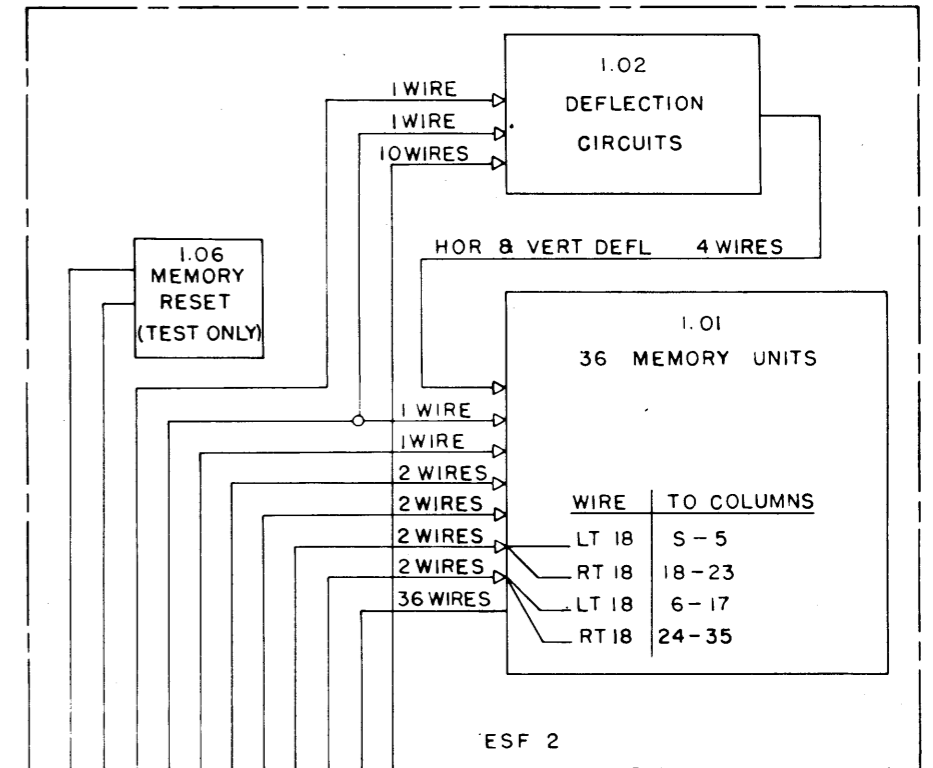 1.02
DEFLECTION
CIRCUITS
1 WIRE
1 WIRE
10 WIRES
HOR & VERT DEFL 4 WIRES
1.06
MEMORY
RESET
(TEST ONLY)
1.01
36 MEMORY UNITS
1 WIRE
1 WIRE
2 WIRES
2 WIRES
2 WIRES
2 WIRES
36 WIRES
WIRE TO COLUMNS
LT 18 S-5
RT 18 18-23
LT 18 6-17
RT 18 24-35
ESF 2